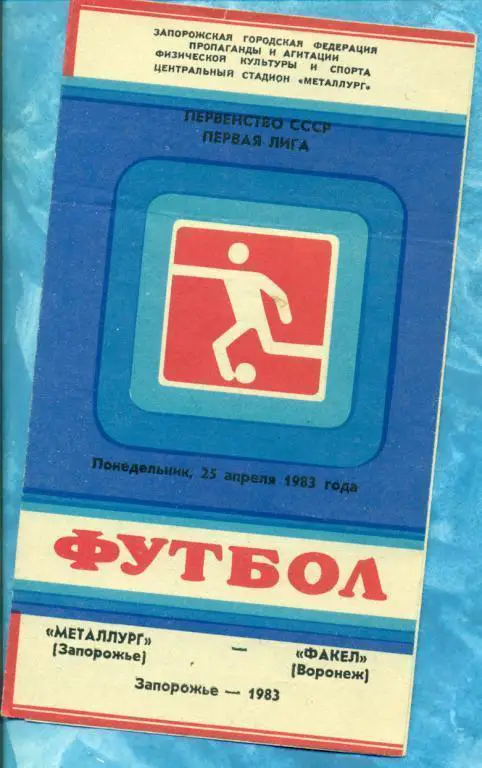 ЗАПОРОЖСКАЯ ГОРОДСКАЯ ФЕДЕРАЦИЯ
ПРОПАГАНДЫ И АГИТАЦИИ
ФИЗИЧЕСКОЙ КУЛЬТУРЫ И СПОРТА
ЦЕНТРАЛЬНЫЙ СТАДИОН «МЕТАЛЛУРГ»
ПЕРВЕНСТВО СССР
ПЕРВАЯ ЛИГА
Понедельник, 25 апреля 1983 года
ФУТБОЛ
«МЕТАЛЛУРГ» — «ФАКЕЛ»
(Запорожье) (Воронеж)
Запорожье — 1983